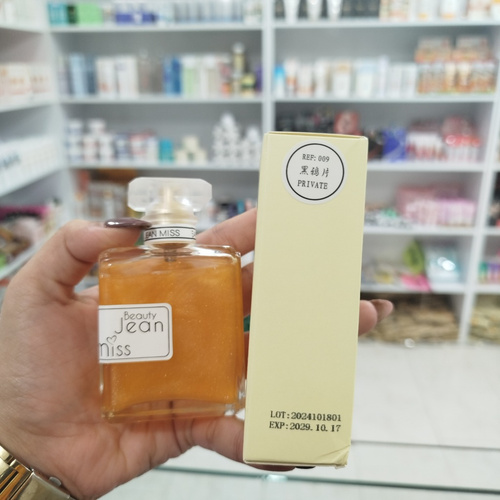 REF: 009
黑鸦片
PRIVATE
JEAN MISS
Beauty
Jean
miss
LOT:2024101801
EXP:2029.10.17